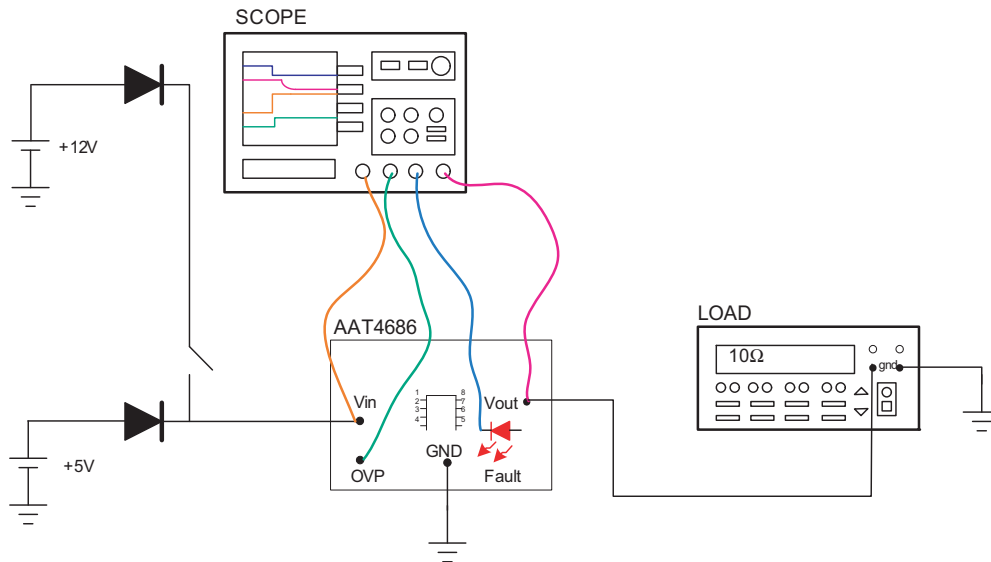 SCOPE
+12V
AAT4686
LOAD
10Ω
gnd
Vin
1
2
3
4
8
7
6
5
Vout
+5V
OVP
GND
Fault